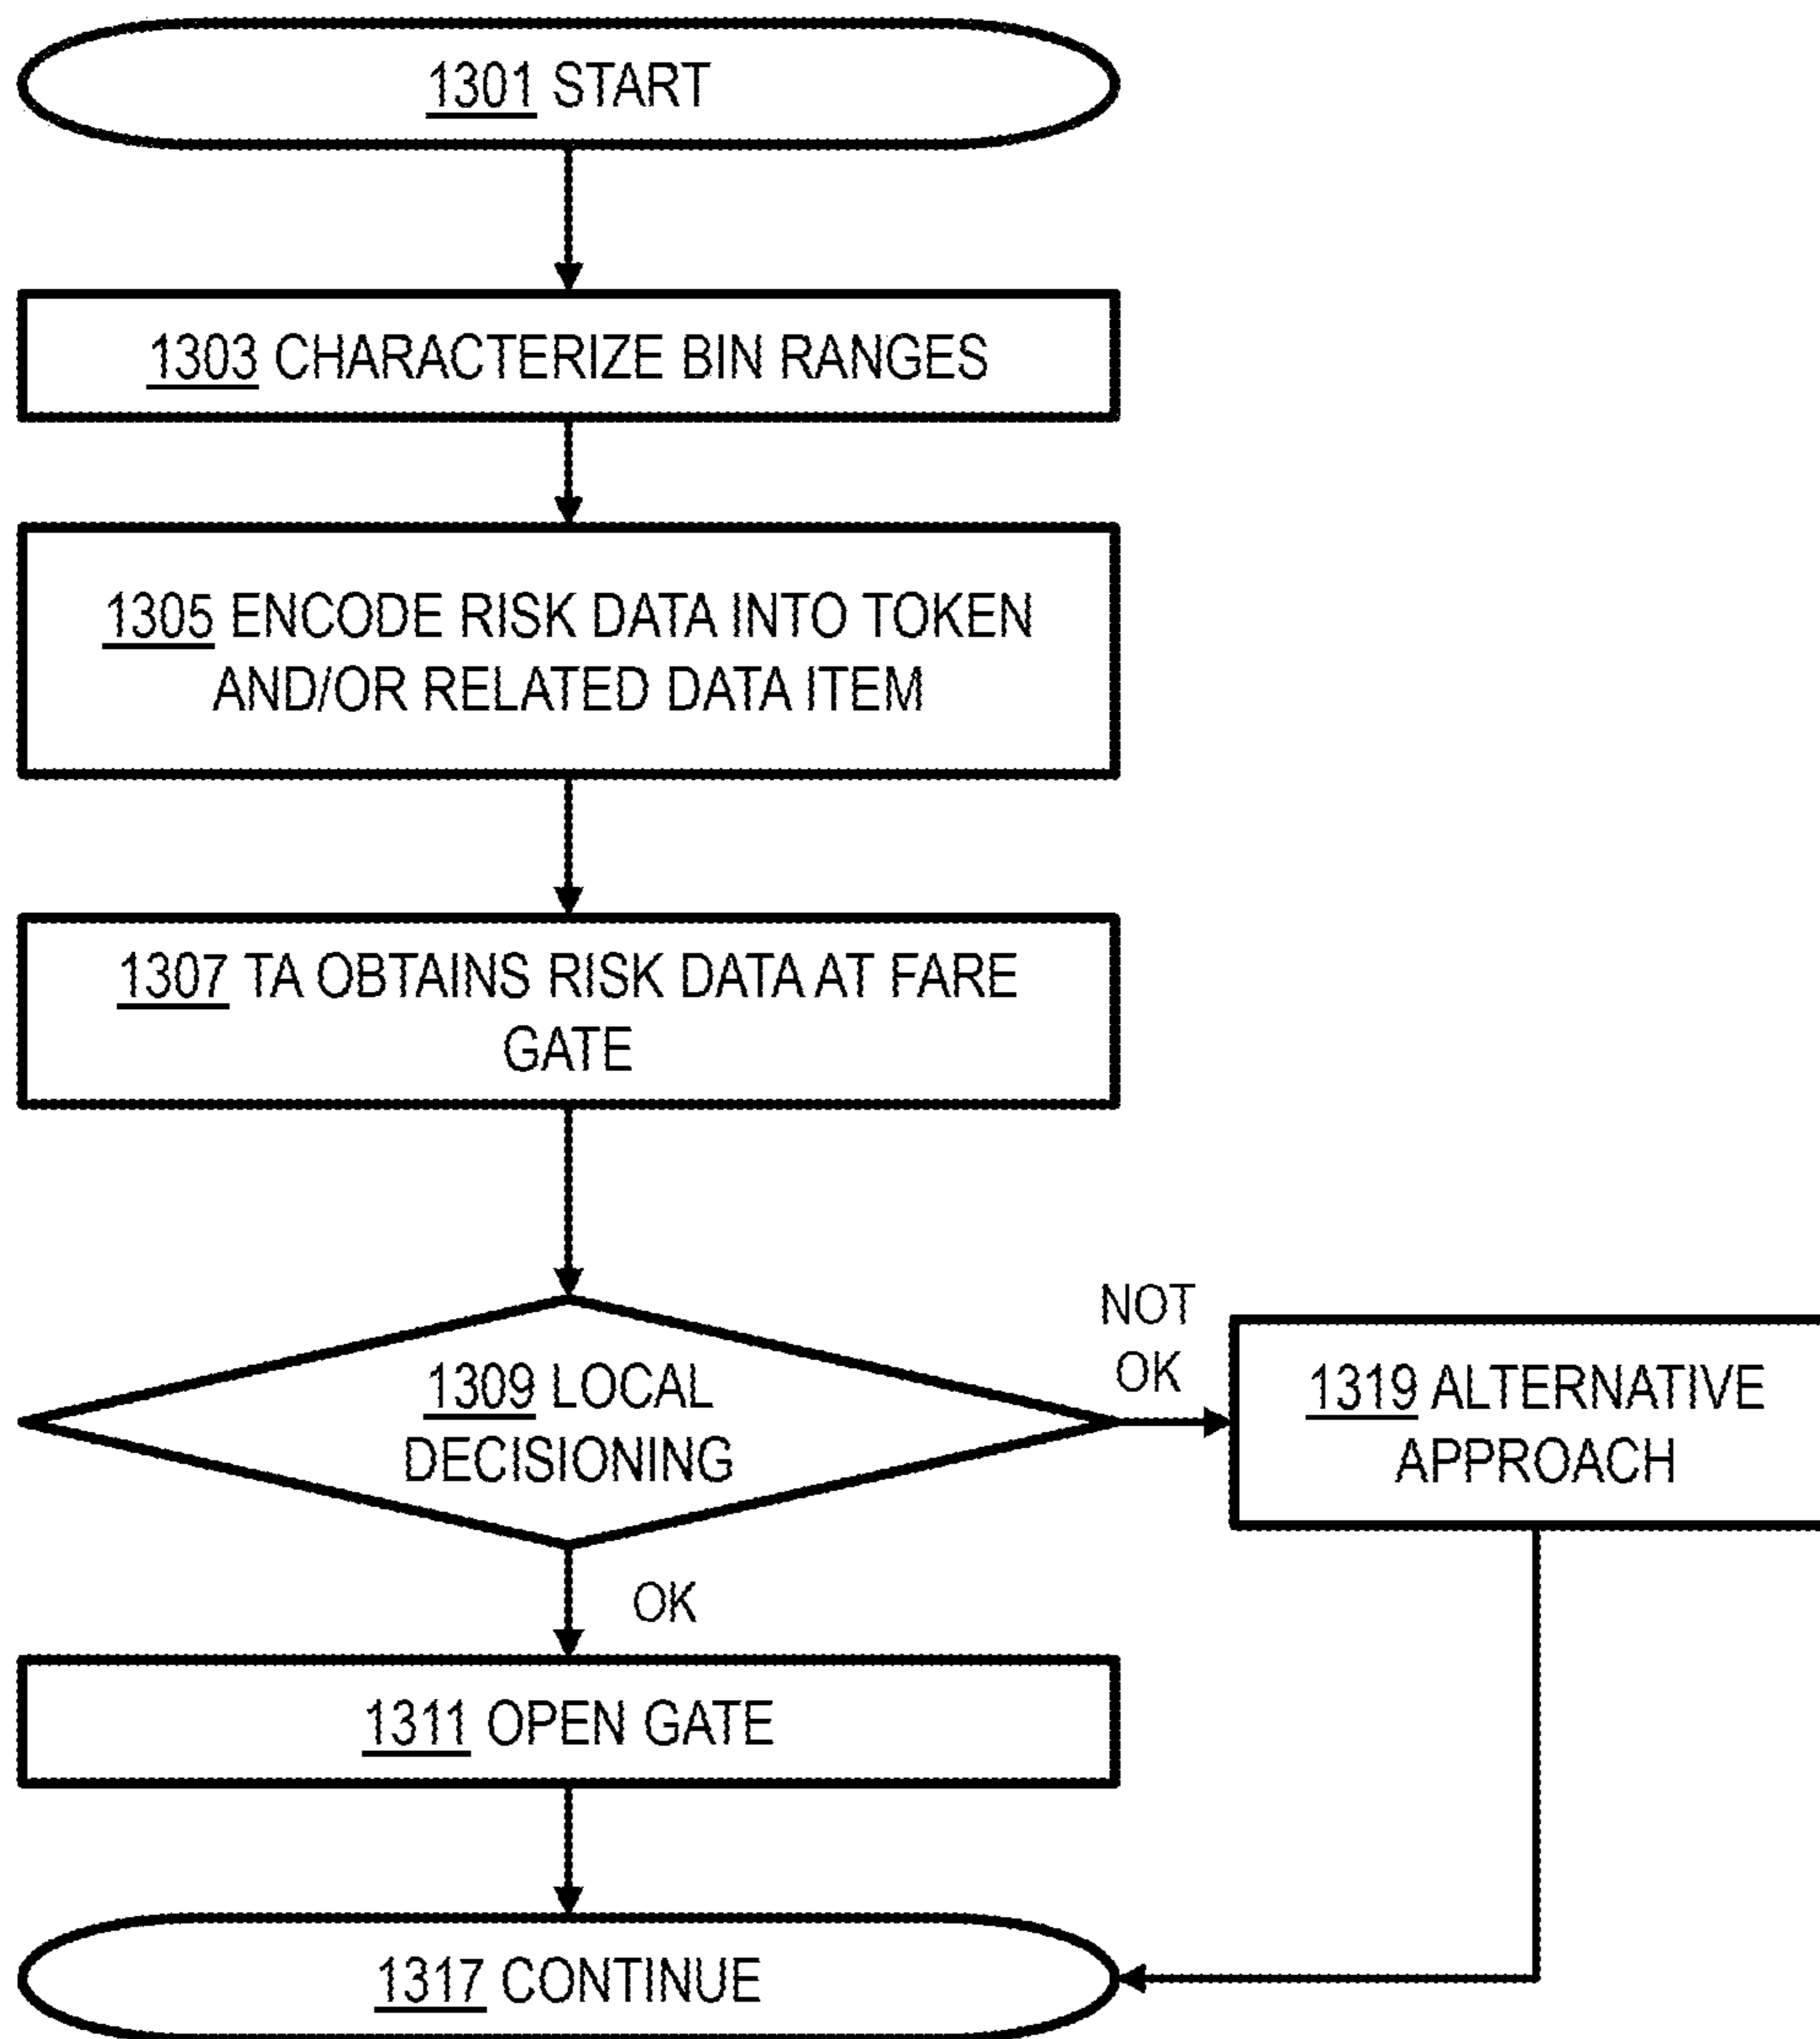 1301 START
1303 CHARACTERIZE BIN RANGES
1305 ENCODE RISK DATA INTO TOKEN
AND/OR RELATED DATA ITEM
1307 TA OBTAINS RISK DATA AT FARE
GATE
1309 LOCAL
DECISIONING
NOT
OK
1319 ALTERNATIVE
APPROACH
OK
1311 OPEN GATE
1317 CONTINUE